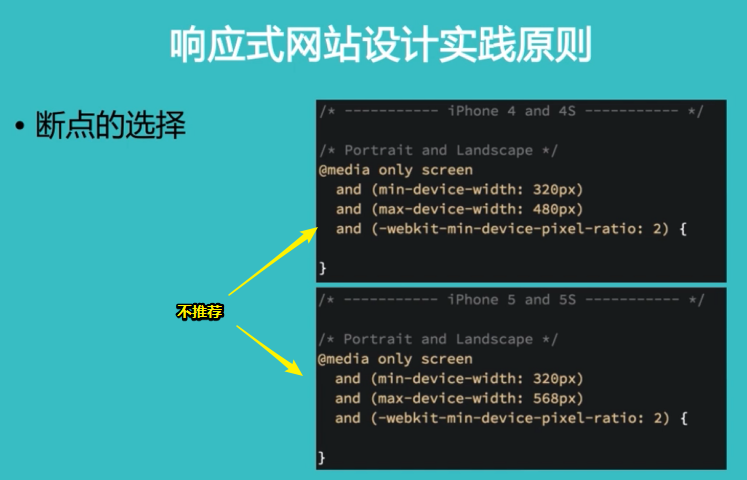 响应式网站设计实践原则
• 断点的选择
/* ----------- iPhone 4 and 4S ----------- */
/* Portrait and Landscape */
@media only screen
  and (min-device-width: 320px)
  and (max-device-width: 480px)
  and (-webkit-min-device-pixel-ratio: 2) {
}
不推荐
/* ----------- iPhone 5 and 5S ----------- */
/* Portrait and Landscape */
@media only screen
  and (min-device-width: 320px)
  and (max-device-width: 568px)
  and (-webkit-min-device-pixel-ratio: 2) {
}